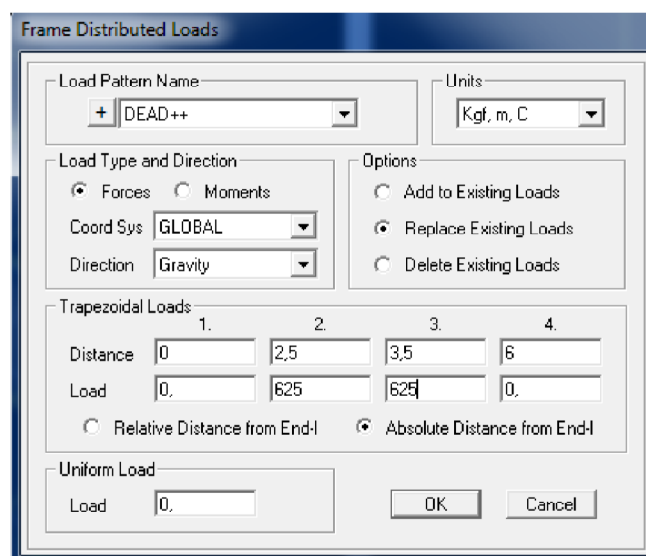 Frame Distributed Loads
Load Pattern Name
+ DEAD++
Units
Kgf, m, C
Load Type and Direction
Forces Moments
Coord Sys GLOBAL
Direction Gravity
Options
Add to Existing Loads
Replace Existing Loads
Delete Existing Loads
Trapezoidal Loads
1. 2. 3. 4.
Distance 0 2,5 3,5 6
Load 0, 625 625 0,
Relative Distance from End-I Absolute Distance from End-I
Uniform Load
Load 0,
OK Cancel